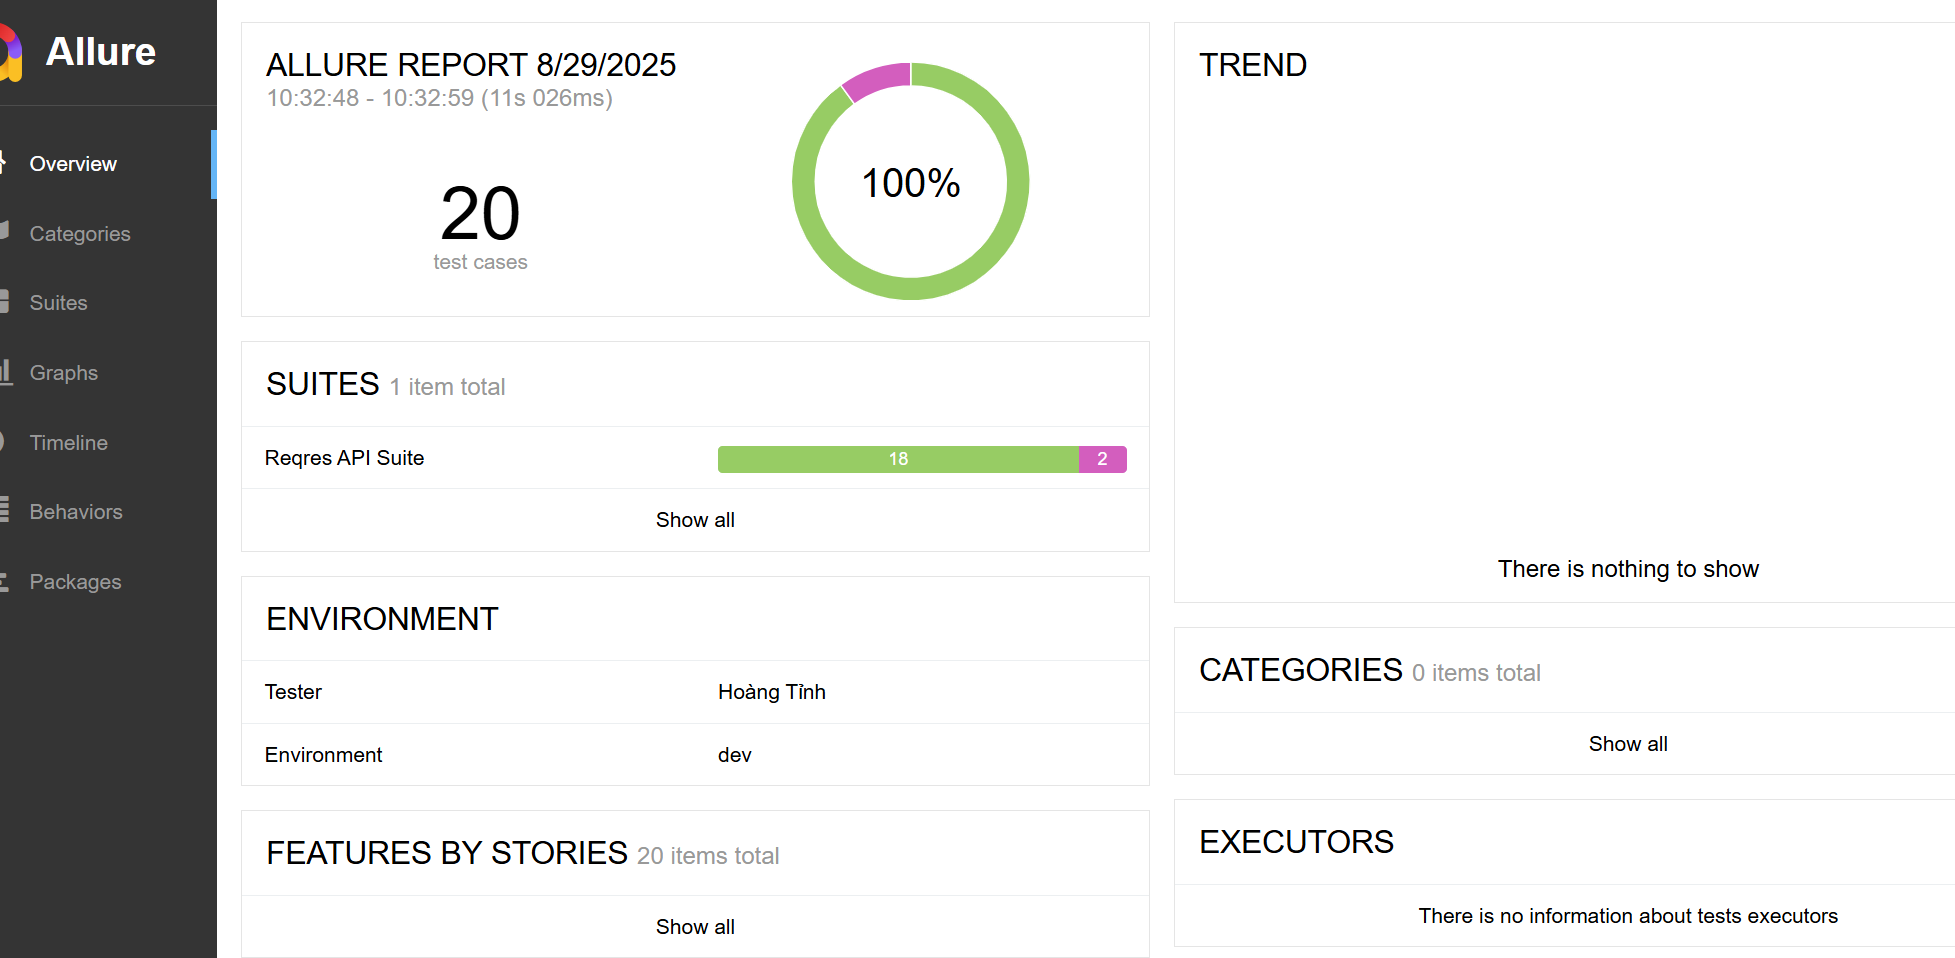 Allure
Overview
Categories
Suites
Graphs
Timeline
Behaviors
Packages
ALLURE REPORT 8/29/2025
10:32:48 - 10:32:59 (11s 026ms)
20
test cases
100%
SUITES 1 item total
Reqres API Suite 18 2
Show all
ENVIRONMENT
Tester Hoàng Tỉnh
Environment dev
FEATURES BY STORIES 20 items total
Show all
TREND
There is nothing to show
CATEGORIES 0 items total
Show all
EXECUTORS
There is no information about tests executors